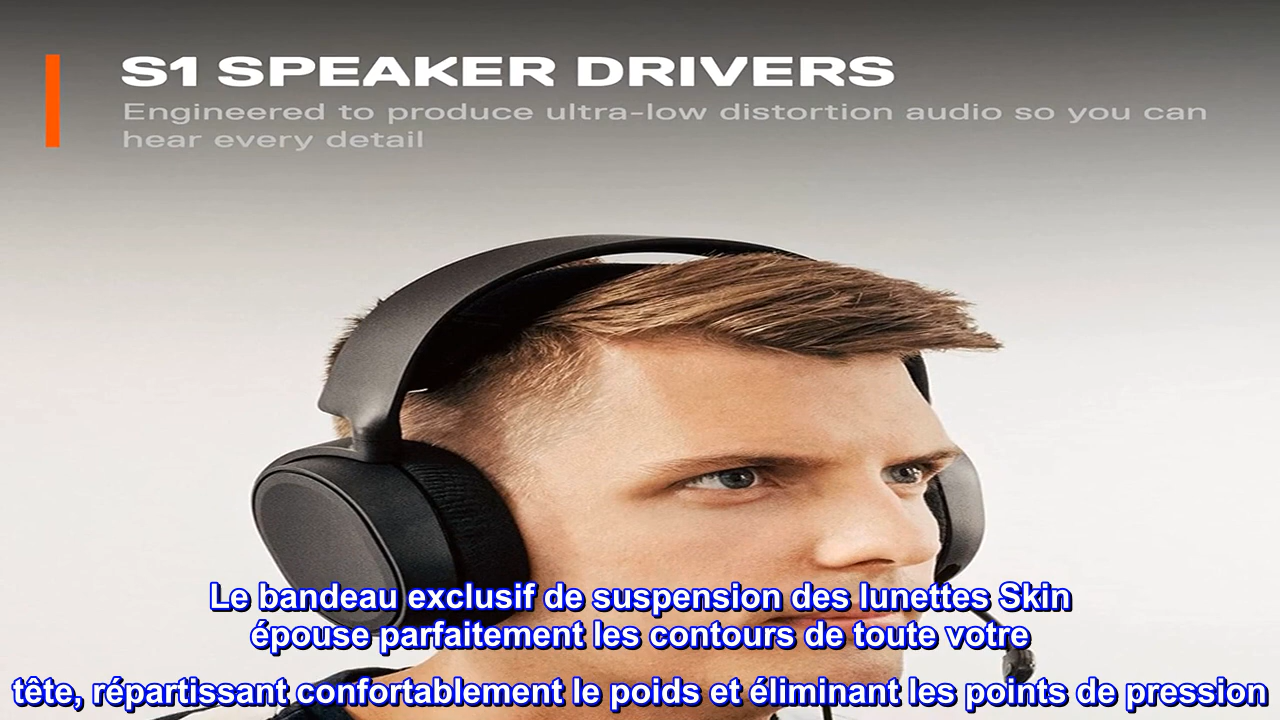 S1 SPEAKER DRIVERS
Engineered to produce ultra-low distortion audio so you can
hear every detail
Le bandeau exclusif de suspension des lunettes Skin
épouse parfaitement les contours de toute votre
tête, répartissant confortablement le poids et éliminant les points de pression